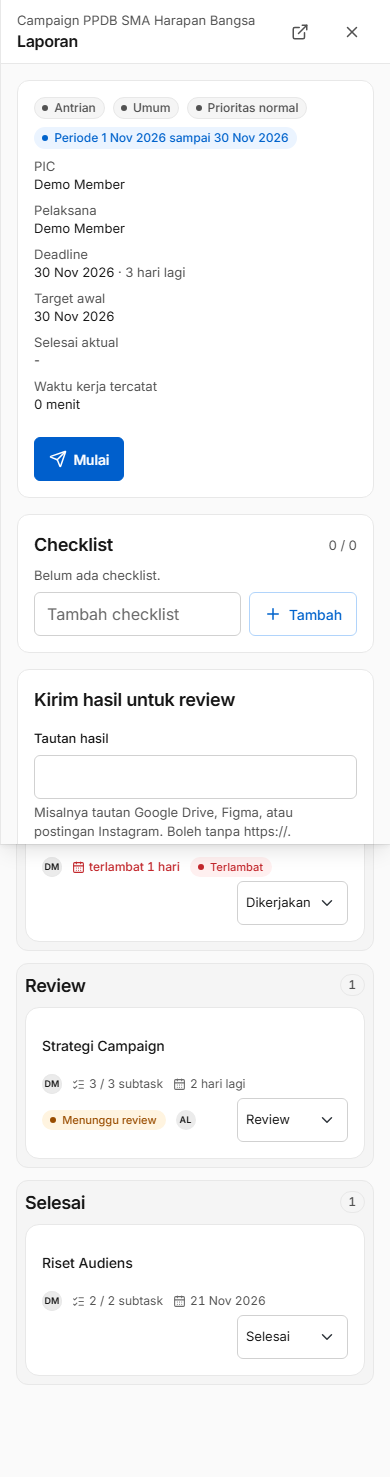 Campaign PPDB SMA Harapan Bangsa
Laporan
Antrian
Umum
Prioritas normal
Periode 1 Nov 2026 sampai 30 Nov 2026
PIC
Demo Member
Pelaksana
Demo Member
Deadline
30 Nov 2026 · 3 hari lagi
Target awal
30 Nov 2026
Selesai aktual
-
Waktu kerja tercatat
0 menit
Mulai
Checklist
0 / 0
Belum ada checklist.
Tambah checklist
Tambah
Kirim hasil untuk review
Tautan hasil
Misalnya tautan Google Drive, Figma, atau
postingan Instagram. Boleh tanpa https://.
DM
terlambat 1 hari
Terlambat
Dikerjakan
Review
1
Strategi Campaign
DM
3 / 3 subtask
2 hari lagi
Menunggu review
AL
Review
Selesai
1
Riset Audiens
DM
2 / 2 subtask
21 Nov 2026
Selesai